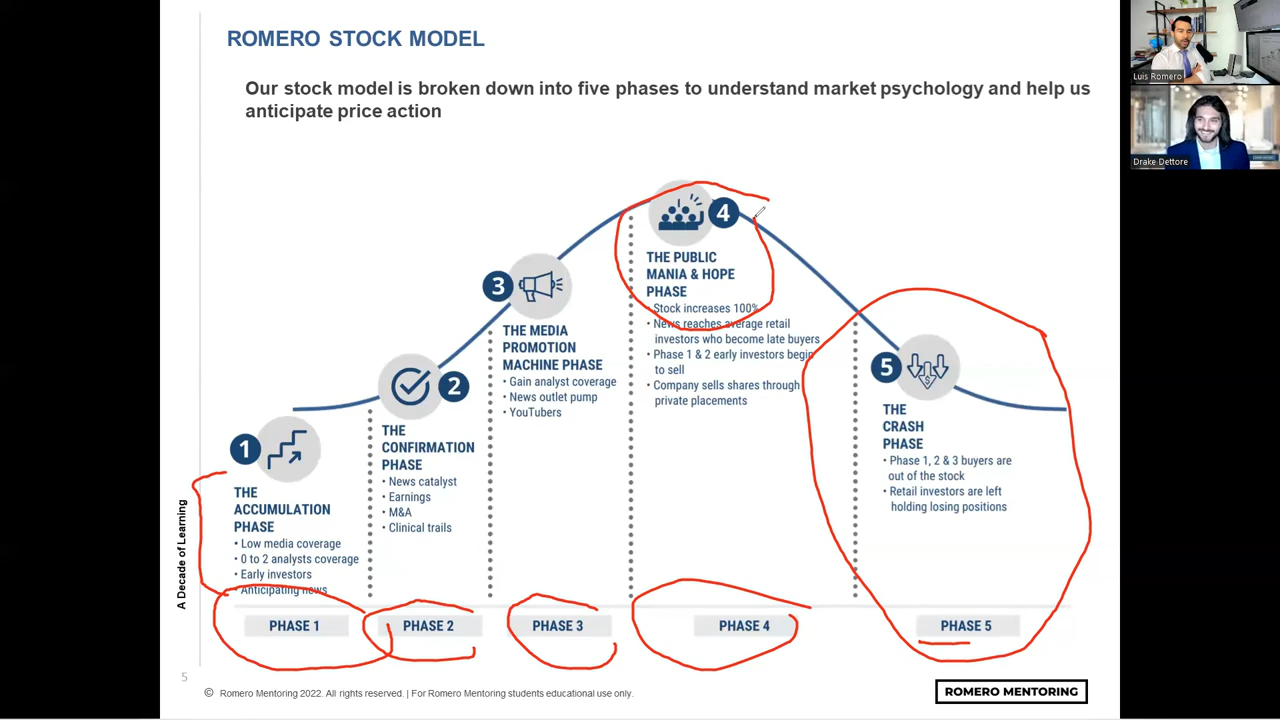 ROMERO STOCK MODEL
Our stock model is broken down into five phases to understand market psychology and help us
anticipate price action
Luis Romero
Drake Dettore
A Decade of Learning
1
THE
ACCUMULATION
PHASE
• Low media coverage
• 0 to 2 analysts coverage
• Early investors
• Anticipating news
PHASE 1
2
THE
CONFIRMATION
PHASE
• News catalyst
• Earnings
• M&A
• Clinical trails
PHASE 2
3
THE MEDIA
PROMOTION
MACHINE PHASE
• Gain analyst coverage
• News outlet pump
• YouTubers
PHASE 3
4
THE PUBLIC
MANIA & HOPE
PHASE
• Stock increases 100%
• News reaches average retail
investors who become late buyers
• Phase 1 & 2 early investors begin
to sell
• Company sells shares through
private placements
PHASE 4
5
$
THE
CRASH
PHASE
• Phase 1, 2 & 3 buyers are
out of the stock
• Retail investors are left
holding losing positions
PHASE 5
5
© Romero Mentoring 2022. All rights reserved. | For Romero Mentoring students educational use only.
ROMERO MENTORING